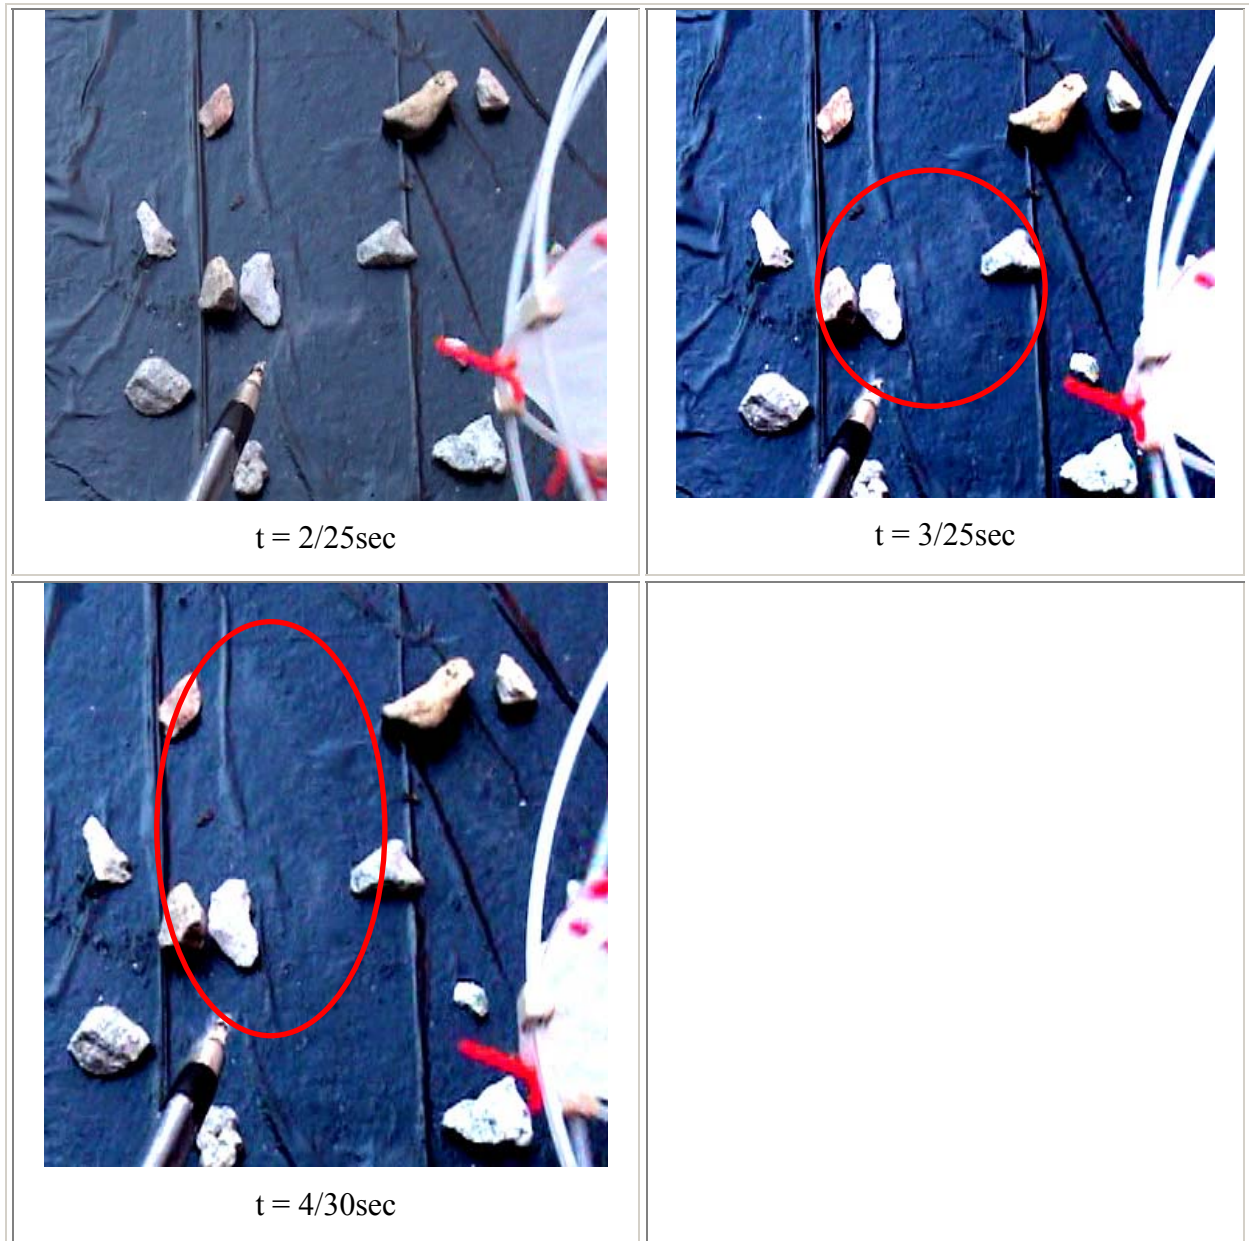 t = 2/25sec
t = 3/25sec
t = 4/30sec